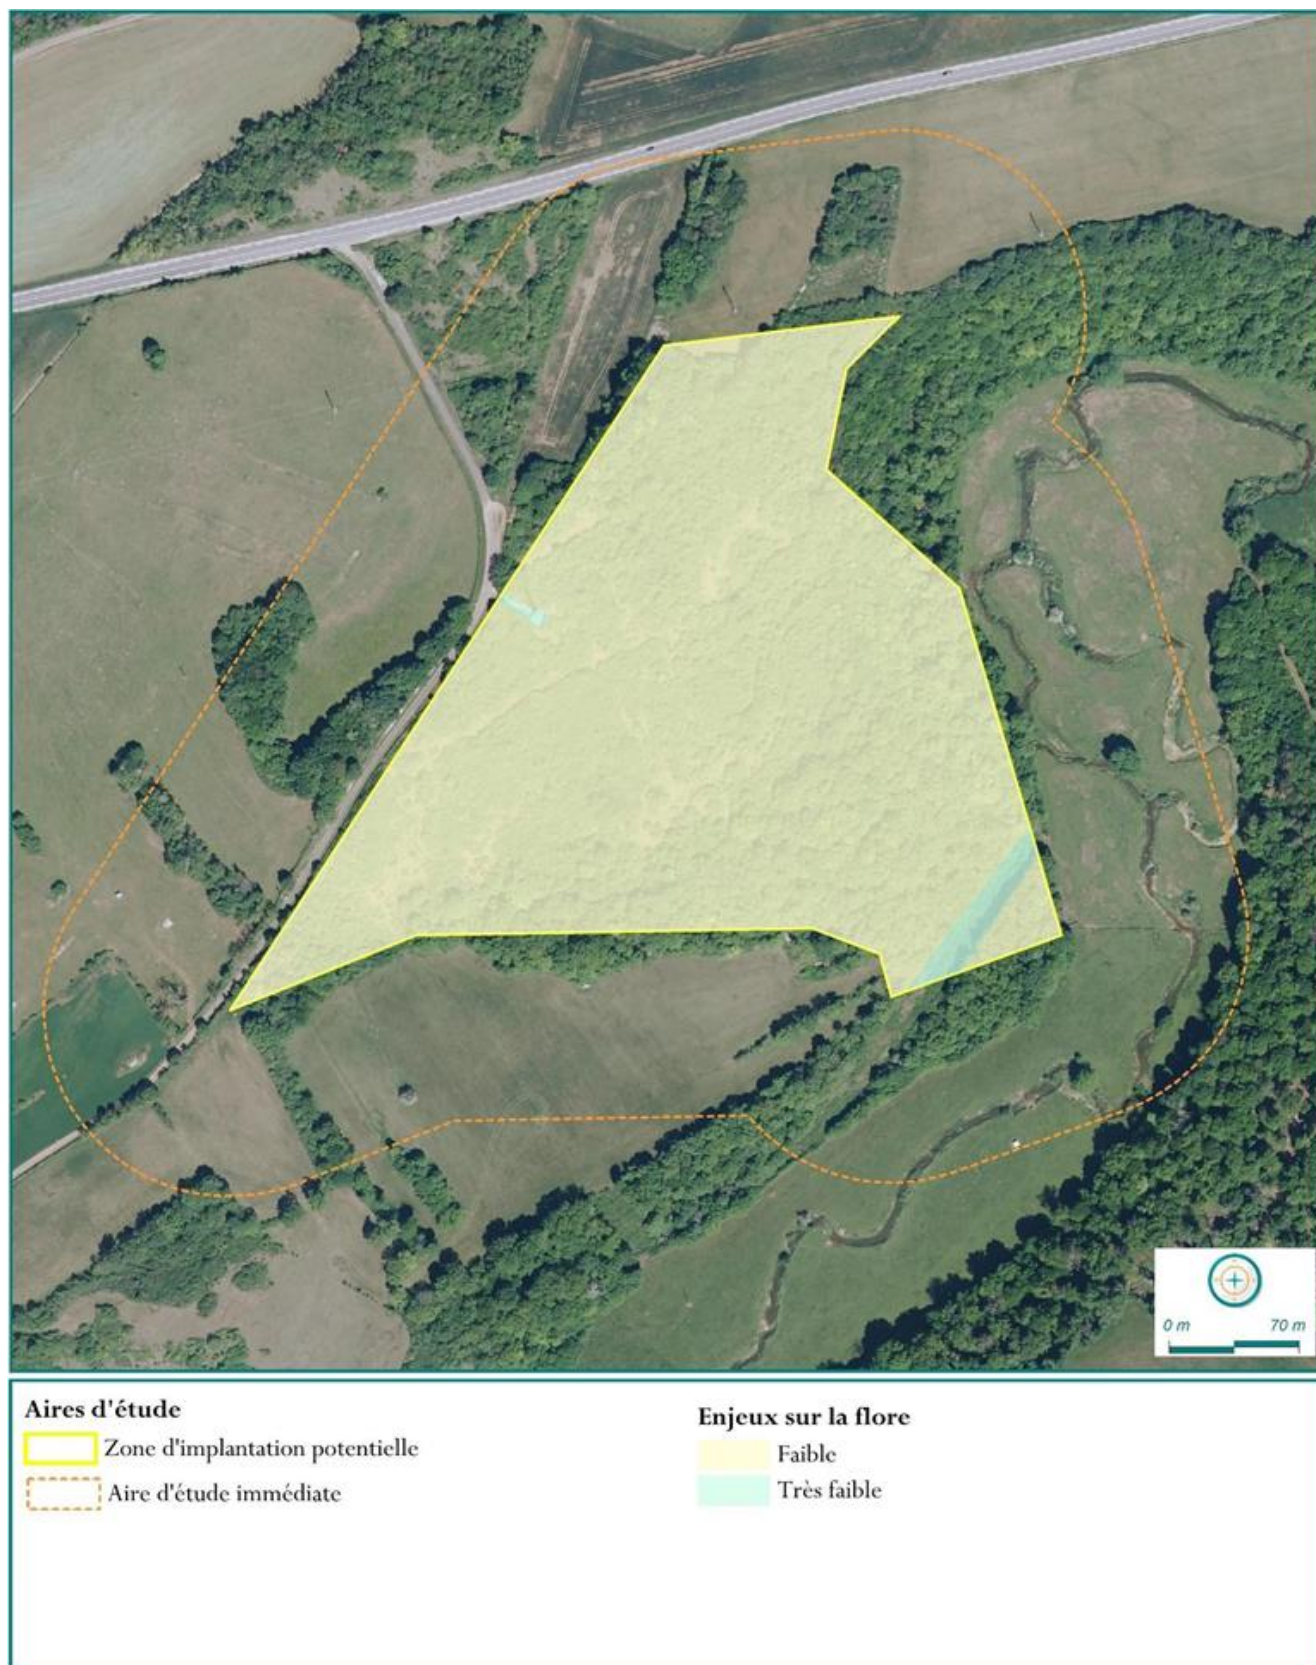 0 m 70 m
Aires d'étude
Zone d'implantation potentielle
Aire d'étude immédiate
Enjeux sur la flore
Faible
Très faible